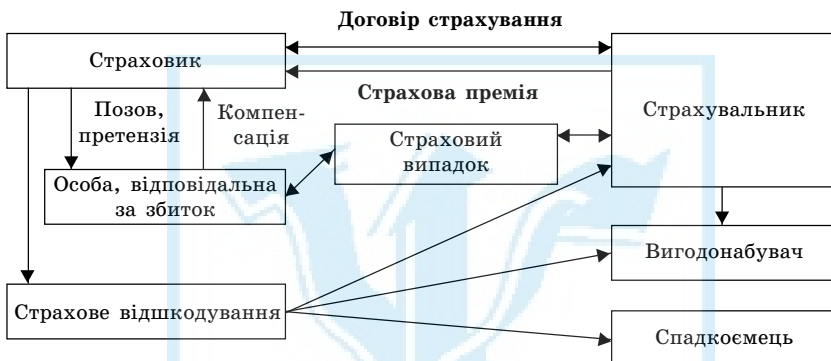 Договір страхування
Страховик
Страхувальник
Страхова премія
Позов,
претензія
Компен-
сація
Страховий
випадок
Особа, відповідальна
за збиток
Вигодонабувач
Страхове відшкодування
Спадкоємець